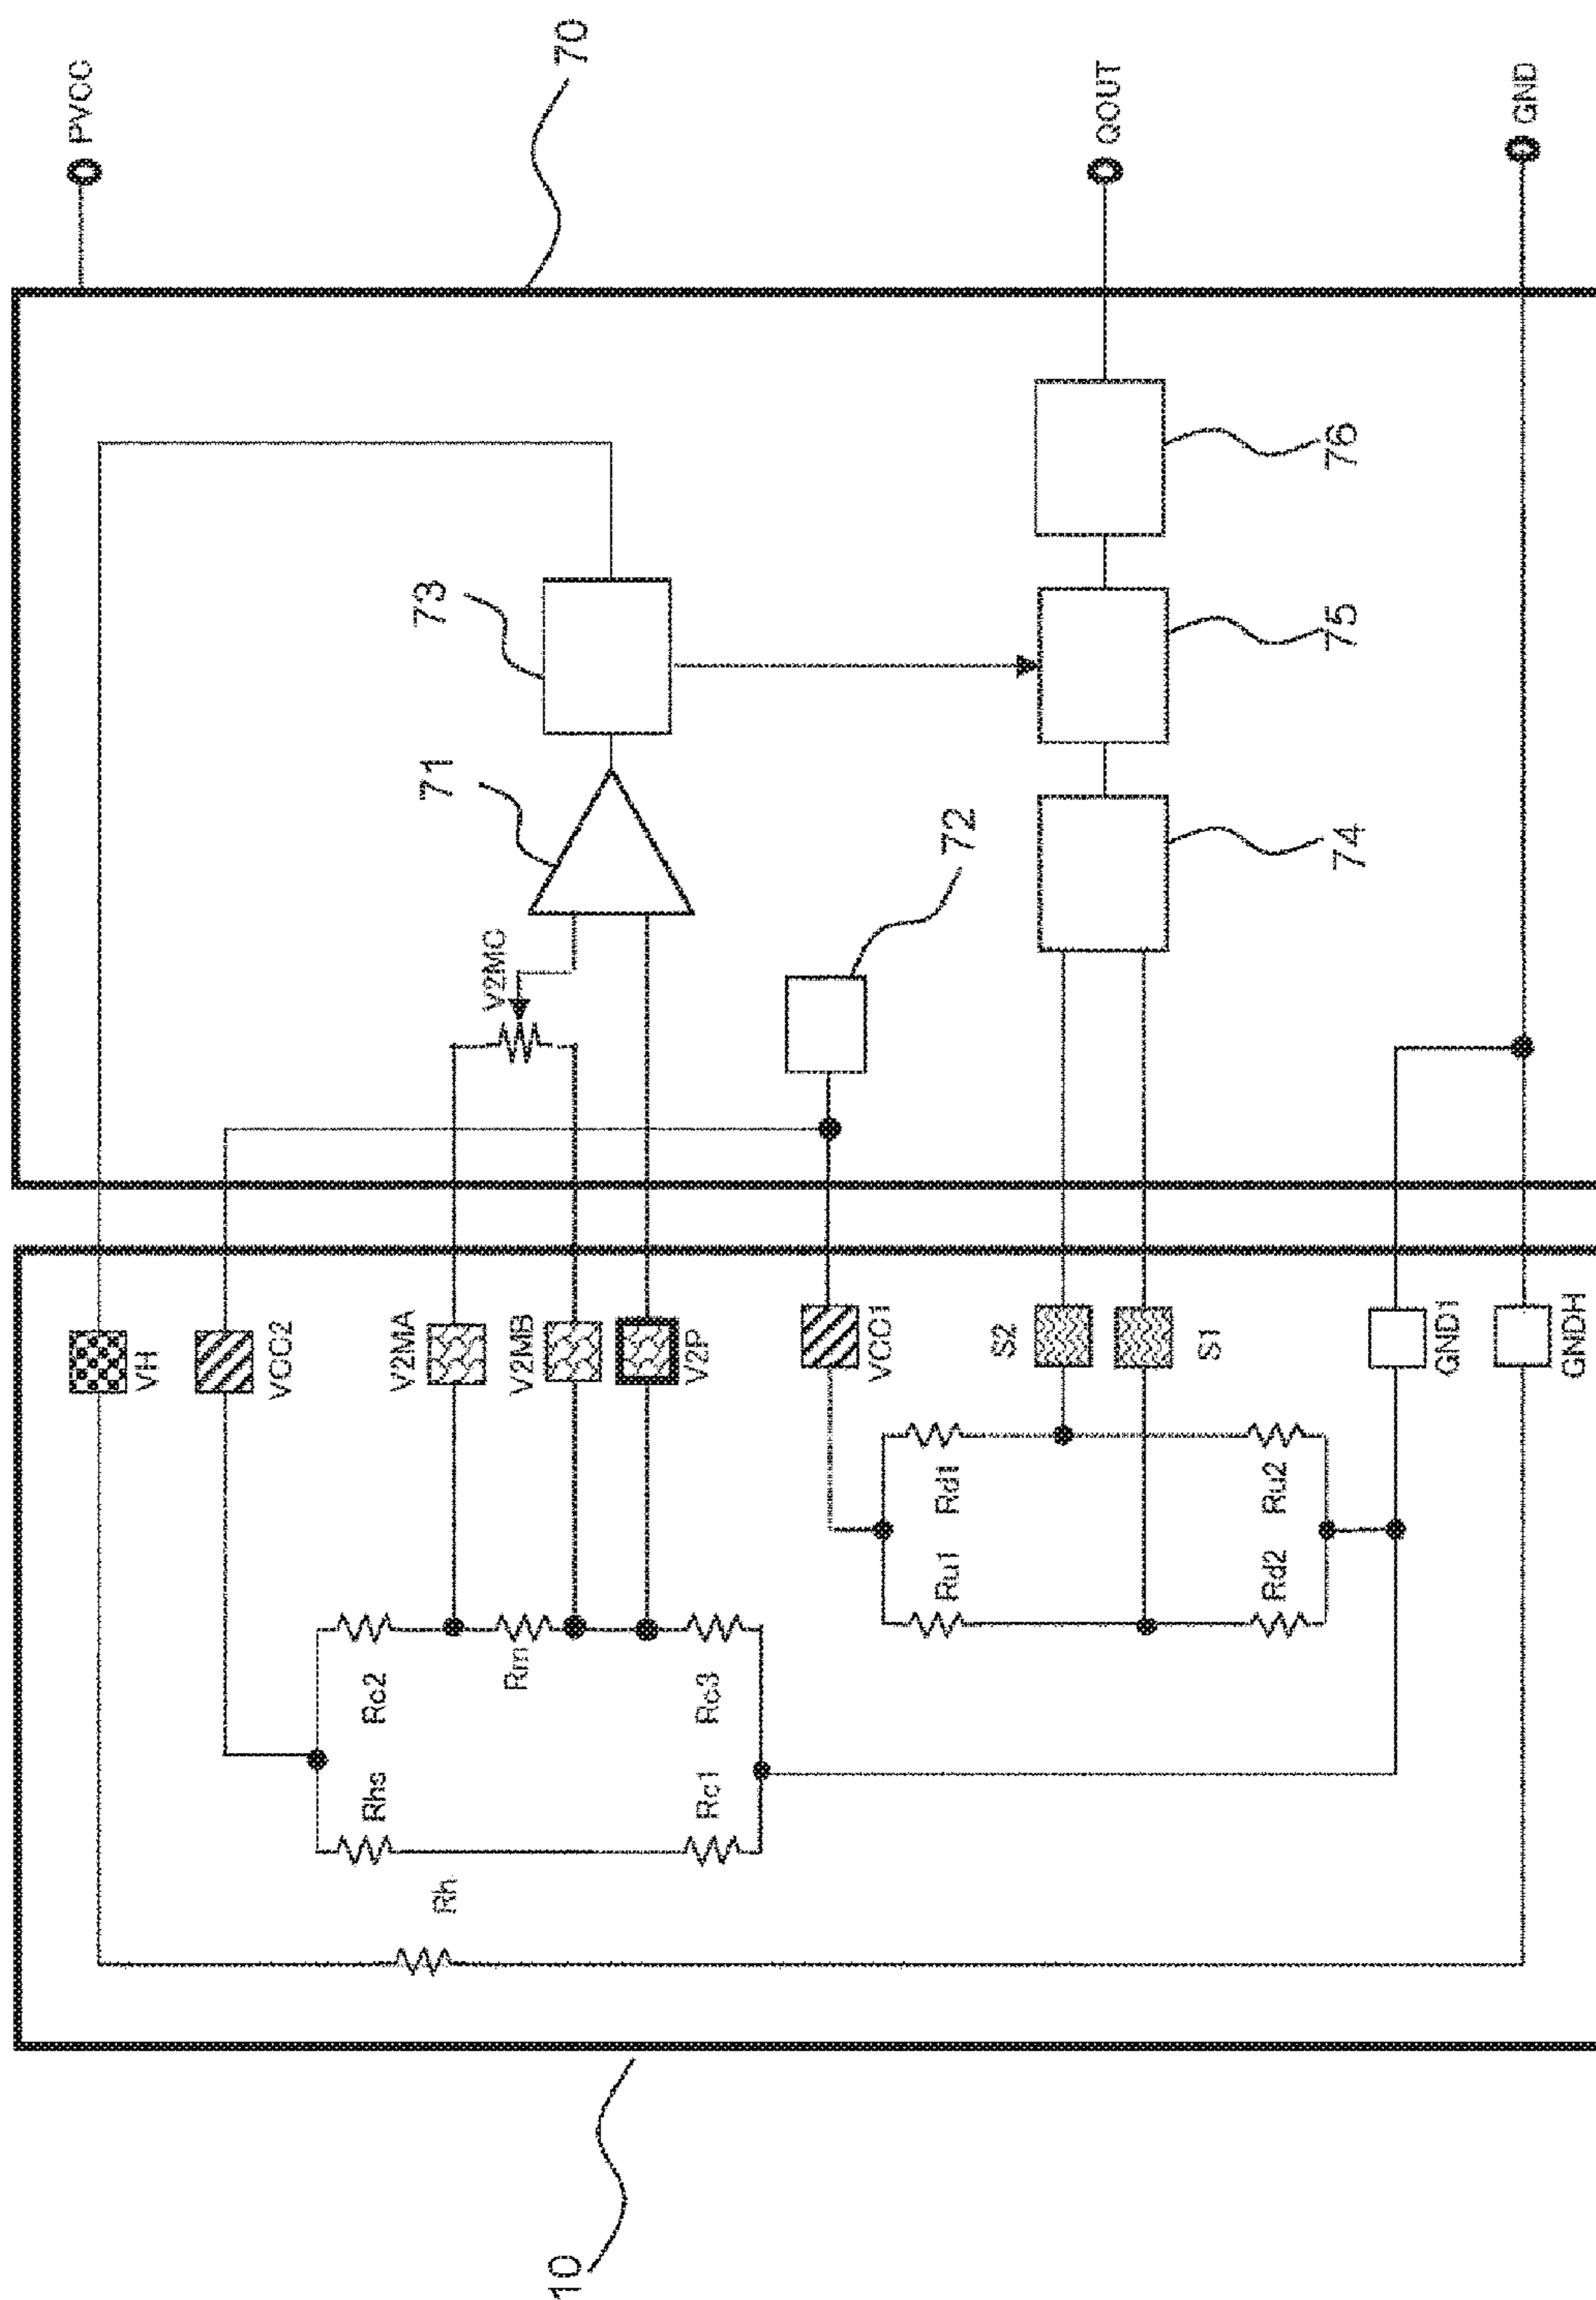 PVCC
70
QOUT
GND
76
73
75
71
74
72
V2MC
VH
VCC2
V2MA
V2MB
V2P
VCC1
S2
S1
GND1
GNDH
Rd1
Ru2
Ru1
Rd2
Rc2
Rm
Rc3
Rhs
Rc1
Rh
10